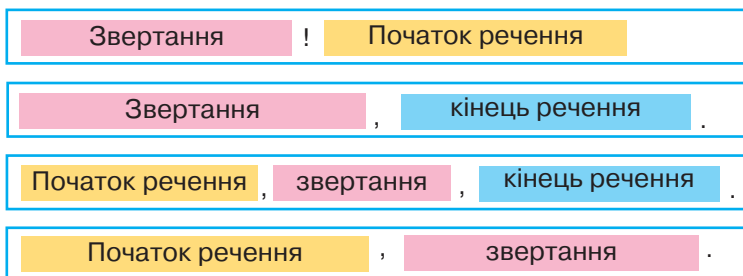 Звертання ! Початок речення
Звертання , кінець речення .
Початок речення , звертання , кінець речення .
Початок речення , звертання .